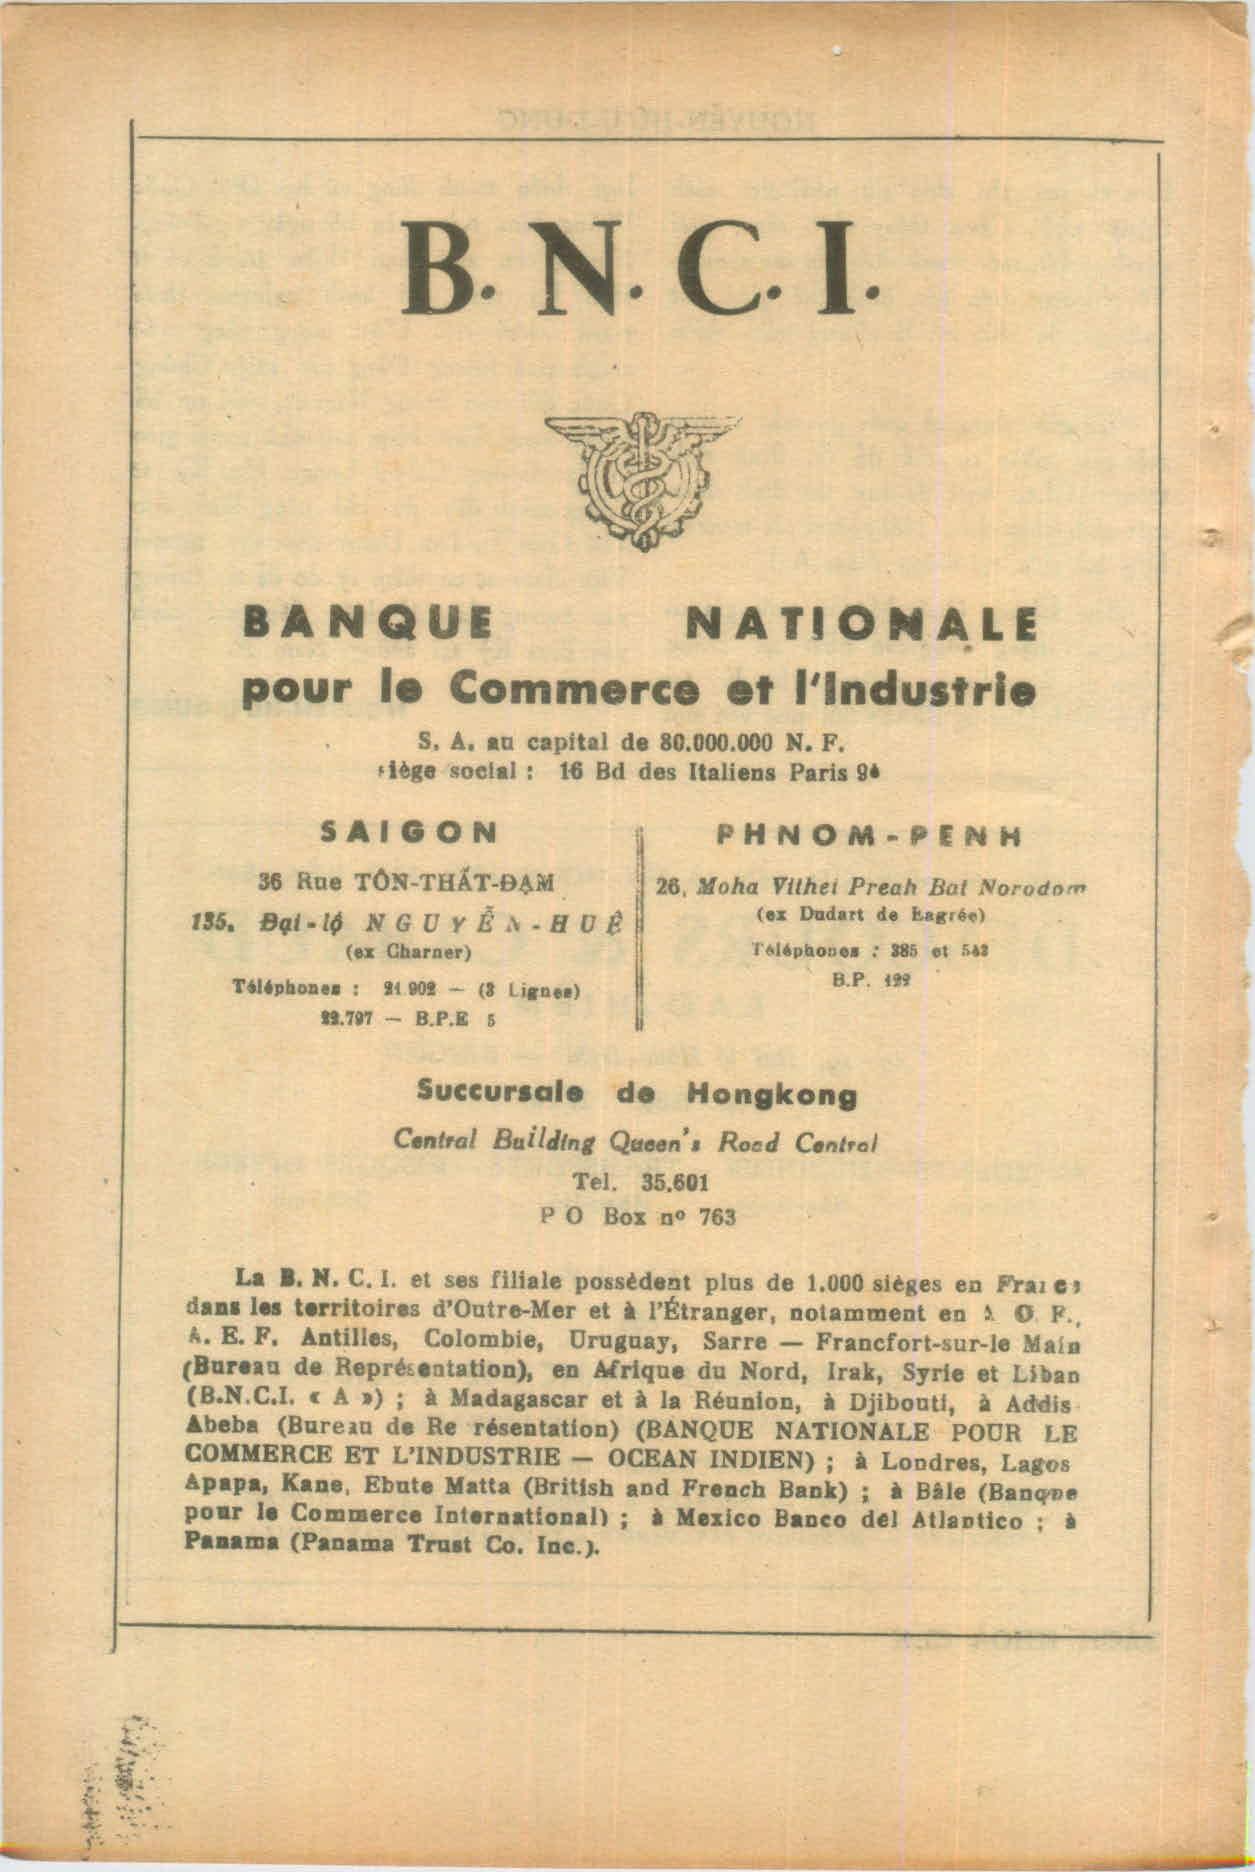 B. N. C. I.
BANQUE NATIONALE
pour le Commerce et l'Industrie
S. A. au capital de 80.000.000 N. F.
siège social : 16 Bd des Italiens Paris 9è
SAIGON
36 Rue TÔN-THẤT-ĐẠM
135. Đại-lộ NGUYỄN-HUÊ
(ex Charner)
Téléphones : 21.902 — (3 Lignes)
22.797 — B.P.E 5
PHNOM-PENH
26, Moha Vithei Preah Bat Norodom
(ex Dudart de Lagrée)
Téléphones : 385 et 543
B.P. 122
Succursale de Hongkong
Central Building Queen's Road Central
Tel. 35.601
P O Box nº 763
La B. N. C. I. et ses filiale possèdent plus de 1.000 sièges en France
dans les territoires d'Outre-Mer et à l'Étranger, notamment en A. O. F.,
A. E. F. Antilles, Colombie, Uruguay, Sarre — Francfort-sur-le Main
(Bureau de Représentation), en Afrique du Nord, Irak, Syrie et Liban
(B.N.C.I. « A ») ; à Madagascar et à la Réunion, à Djibouti, à Addis
Abeba (Bureau de Re résentation) (BANQUE NATIONALE POUR LE
COMMERCE ET L'INDUSTRIE — OCEAN INDIEN) ; à Londres, Lagos
Apapa, Kane, Ebute Matta (British and French Bank) ; à Bâle (Banque
pour le Commerce International) ; à Mexico Banco del Atlantico ; à
Panama (Panama Trust Co. Inc.).